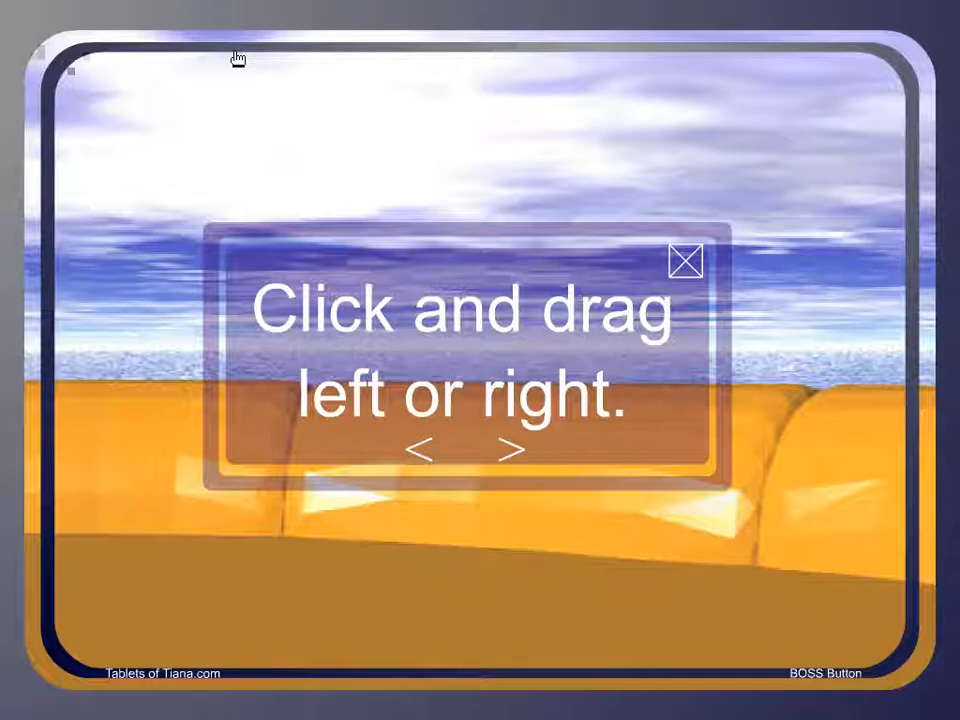 Click and drag
left or right.
< >
Tablets of Tiana.com
BOSS Button